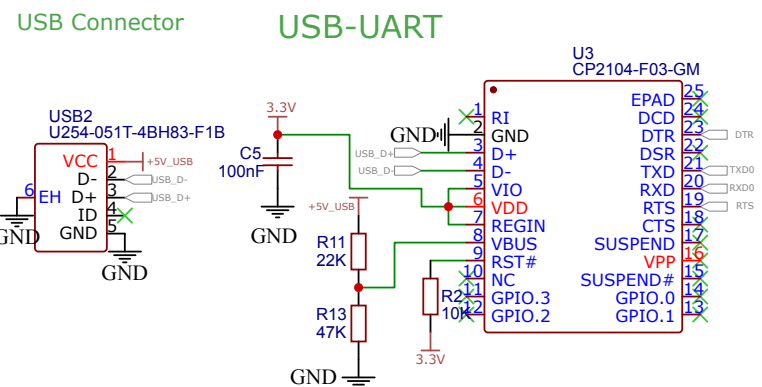 USB Connector
USB-UART
USB2
U254-051T-4BH83-F1B
VCC 1 +5V_USB
D- 2 USB_D-
6 EH D+ 3 USB_D+
ID 4
GND 5
GND
GND
3.3V
C5
100nF
GND
+5V_USB
R11
22K
R13
47K
GND
R2
10K
3.3V
U3
CP2104-F03-GM
GND
USB_D+
USB_D-
1 RI
2 GND
3 D+
4 D-
5 VIO
6 VDD
7 REGIN
8 VBUS
9 RST#
10 NC
11 GPIO.3
12 GPIO.2
EPAD 25
DCD 24
DTR 23 DTR
DSR 22
TXD 21 TXD0
RXD 20 RXD0
RTS 19 RTS
CTS 18
SUSPEND 17
VPP 16
SUSPEND# 15
GPIO.0 14
GPIO.1 13